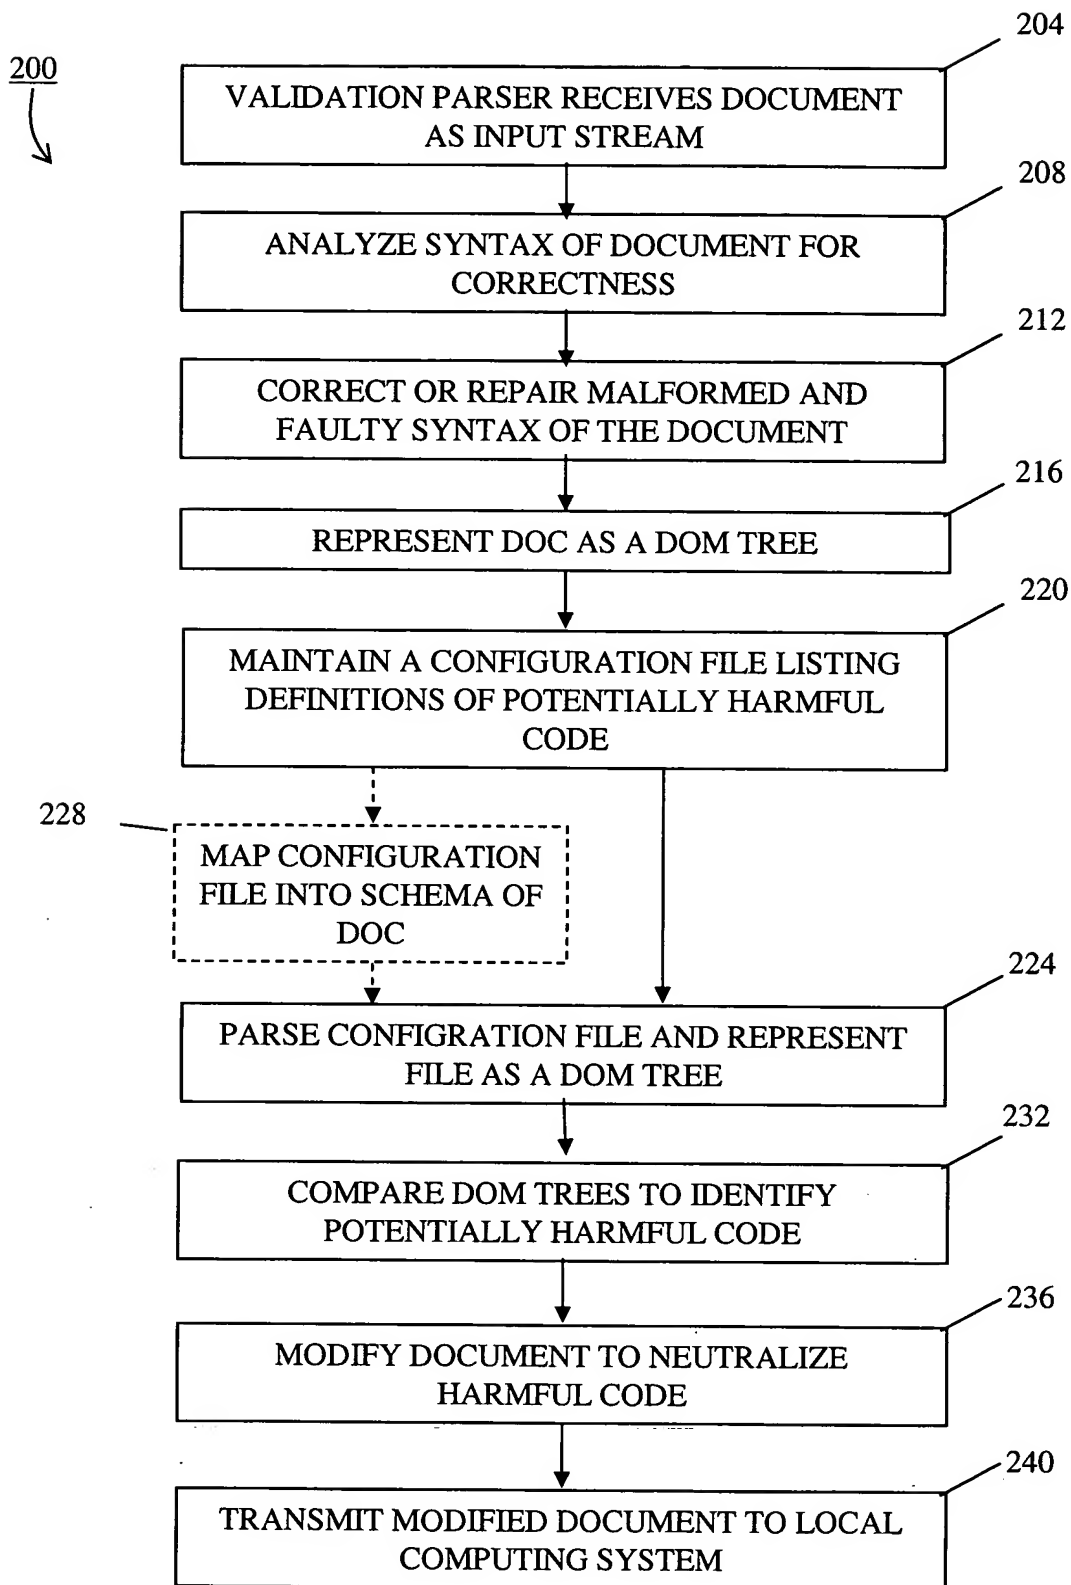 204
200
VALIDATION PARSER RECEIVES DOCUMENT
AS INPUT STREAM
208
ANALYZE SYNTAX OF DOCUMENT FOR
CORRECTNESS
212
CORRECT OR REPAIR MALFORMED AND
FAULTY SYNTAX OF THE DOCUMENT
216
REPRESENT DOC AS A DOM TREE
220
MAINTAIN A CONFIGURATION FILE LISTING
DEFINITIONS OF POTENTIALLY HARMFUL
CODE
228
MAP CONFIGURATION
FILE INTO SCHEMA OF
DOC
224
PARSE CONFIGRATION FILE AND REPRESENT
FILE AS A DOM TREE
232
COMPARE DOM TREES TO IDENTIFY
POTENTIALLY HARMFUL CODE
236
MODIFY DOCUMENT TO NEUTRALIZE
HARMFUL CODE
240
TRANSMIT MODIFIED DOCUMENT TO LOCAL
COMPUTING SYSTEM